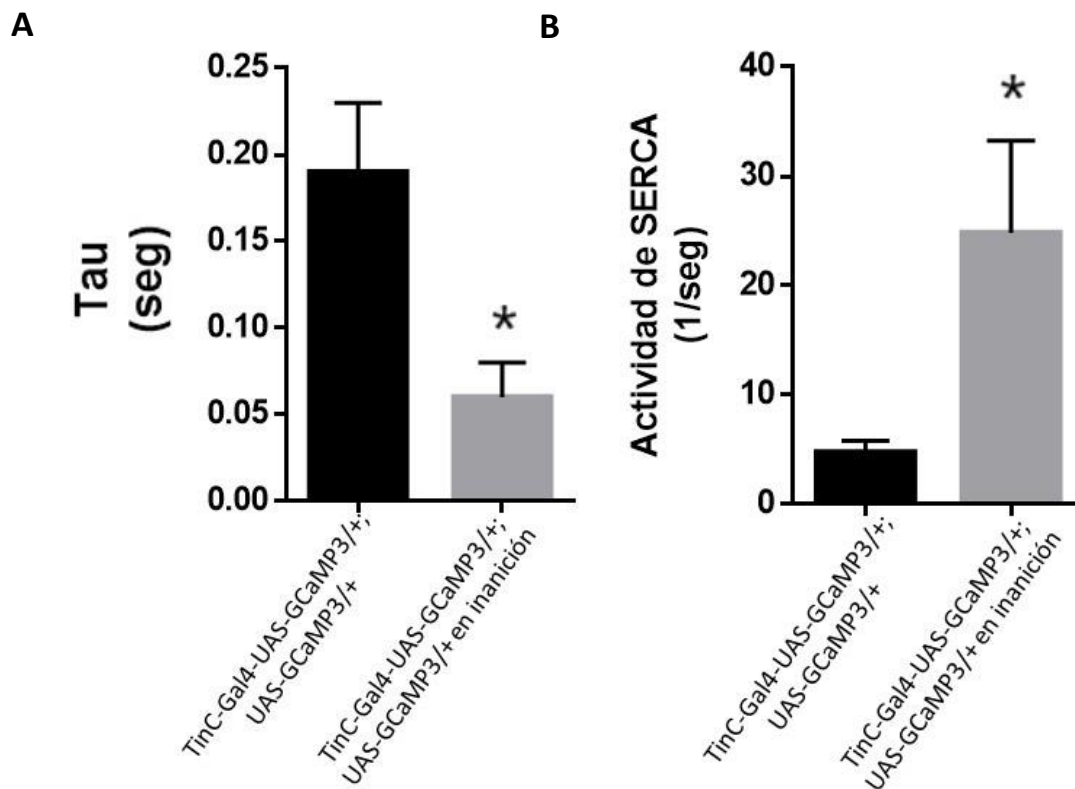 A
Tau
(seg)
0.25
0.20
0.15
0.10
0.05
0.00
*
TinC-Gal4-UAS-GCaMP3/+;
UAS-GCaMP3/+
TinC-Gal4-UAS-GCaMP3/+;
UAS-GCaMP3/+ en inanición
B
Actividad de SERCA
(1/seg)
40
30
20
10
0
*
TinC-Gal4-UAS-GCaMP3/+;
UAS-GCaMP3/+
TinC-Gal4-UAS-GCaMP3/+;
UAS-GCaMP3/+ en inanición